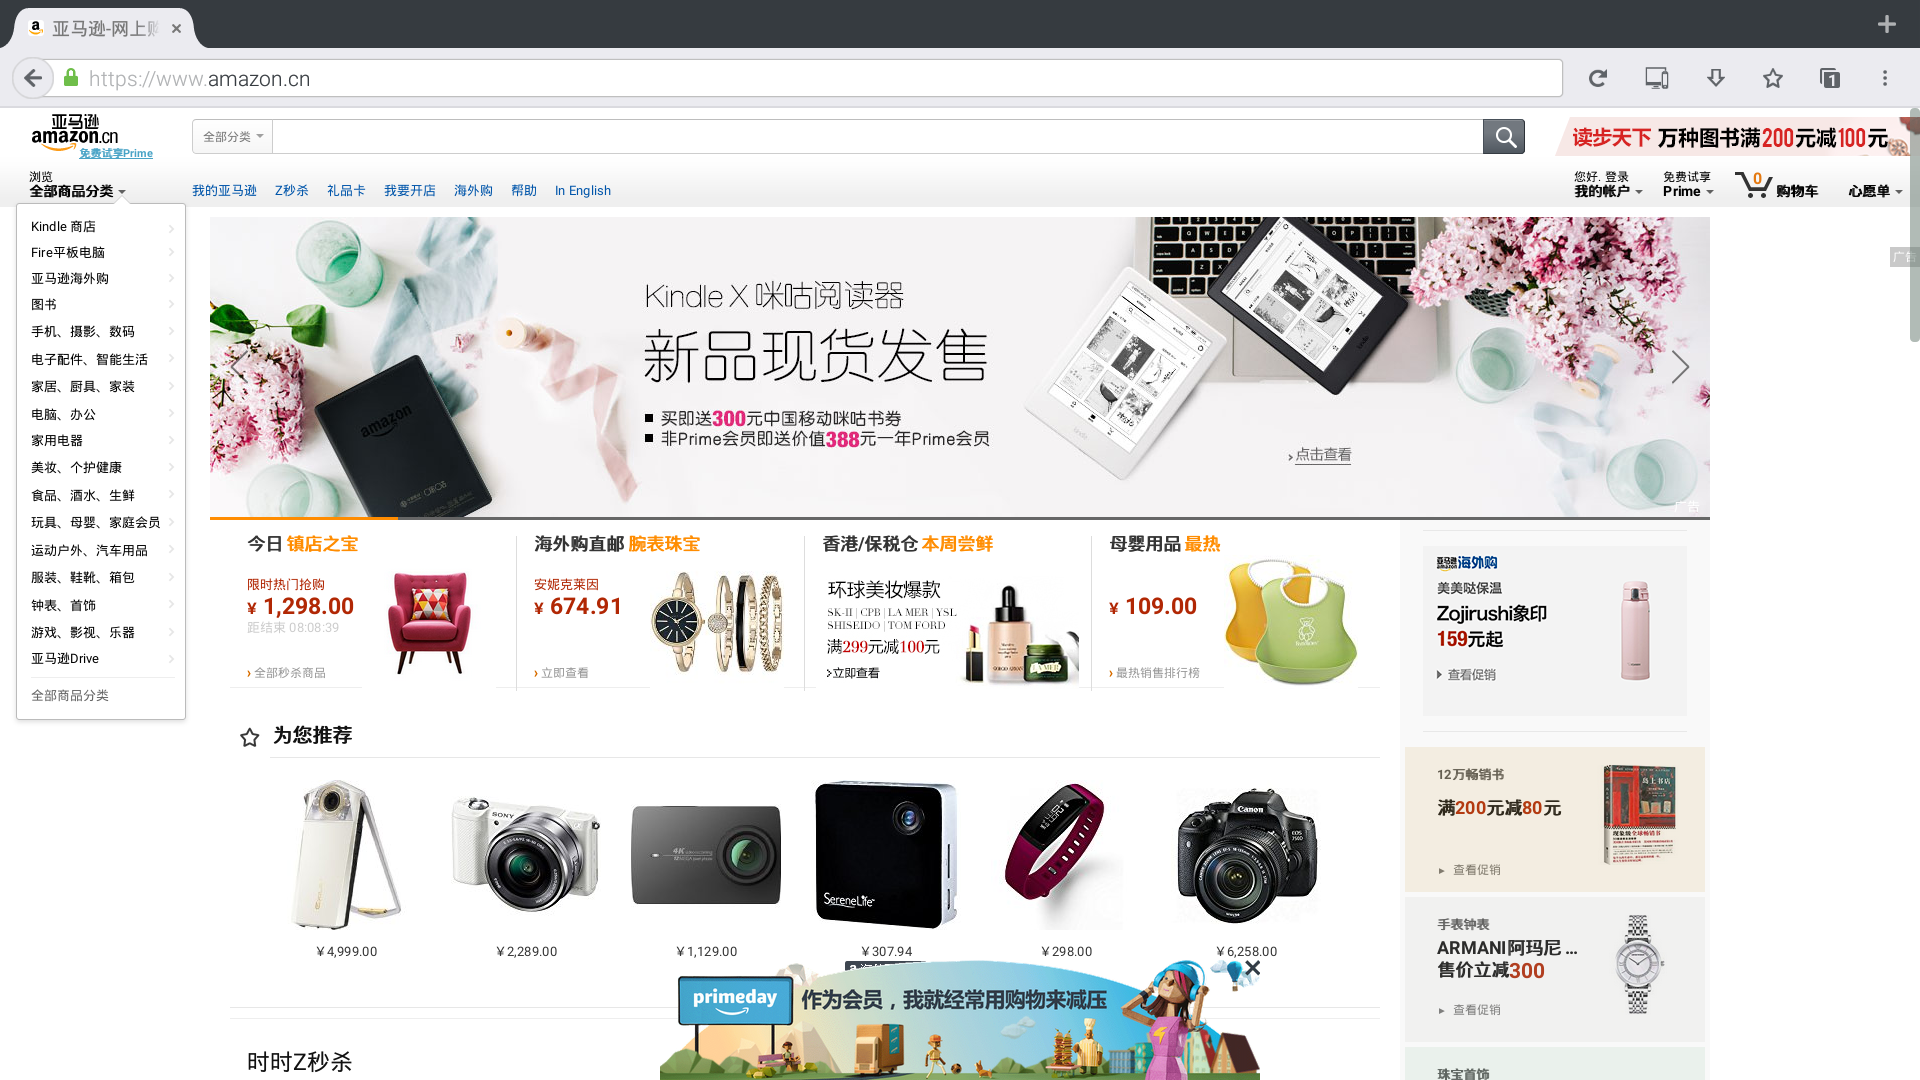 亚马逊-网上购
https://www.amazon.cn
亚马逊
amazon.cn
免费试享Prime
全部分类
读步天下 万种图书满200元减100元
浏览
全部商品分类
我的亚马逊 Z秒杀 礼品卡 我要开店 海外购 帮助 In English
您好. 登录
我的帐户
免费试享
Prime
0
购物车
心愿单
Kindle 商店
Fire平板电脑
亚马逊海外购
图书
手机、摄影、数码
电子配件、智能生活
家居、厨具、家装
电脑、办公
家用电器
美妆、个护健康
食品、酒水、生鲜
玩具、母婴、家庭会员
运动户外、汽车用品
服装、鞋靴、箱包
钟表、首饰
游戏、影视、乐器
亚马逊Drive
全部商品分类
广告
Kindle X 咪咕阅读器
新品现货发售
买即送300元中国移动咪咕书券
非Prime会员即送价值388元一年Prime会员
点击查看
amazon
广告
今日 镇店之宝
限时热门抢购
¥ 1,298.00
距结束 08:08:39
全部秒杀商品
海外购直邮 腕表珠宝
安妮克莱因
¥ 674.91
立即查看
香港/保税仓 本周尝鲜
环球美妆爆款
SK-II | CPB | LA MER | YSL
SHISEIDO | TOM FORD
满299元减100元
立即查看
母婴用品 最热
¥ 109.00
最热销售排行榜
亚马逊海外购
美美哒保温
Zojirushi象印
159元起
查看促销
12万畅销书
满200元减80元
查看促销
岛上书店
手表钟表
ARMANI阿玛尼 ...
售价立减300
查看促销
珠宝首饰
为您推荐
SONY
4K
SereneLife
Canon
¥ 4,999.00
¥ 2,289.00
¥ 1,129.00
¥ 307.94
¥ 298.00
¥ 6,258.00
primeday
作为会员，我就经常用购物来减压
时时Z秒杀